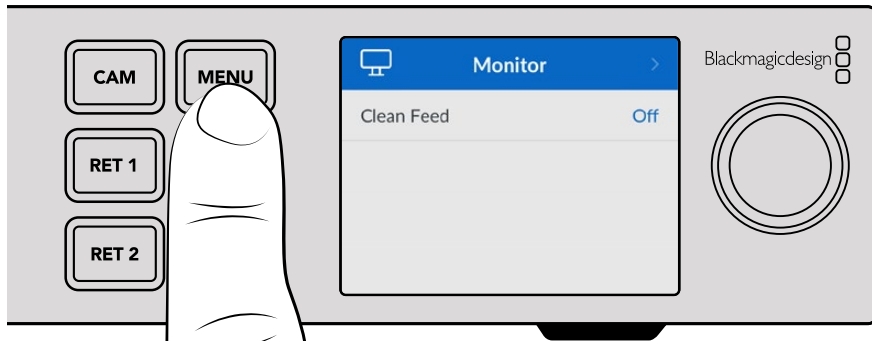 CAM
MENU
RET 1
RET 2
Monitor
Clean Feed Off
Blackmagicdesign